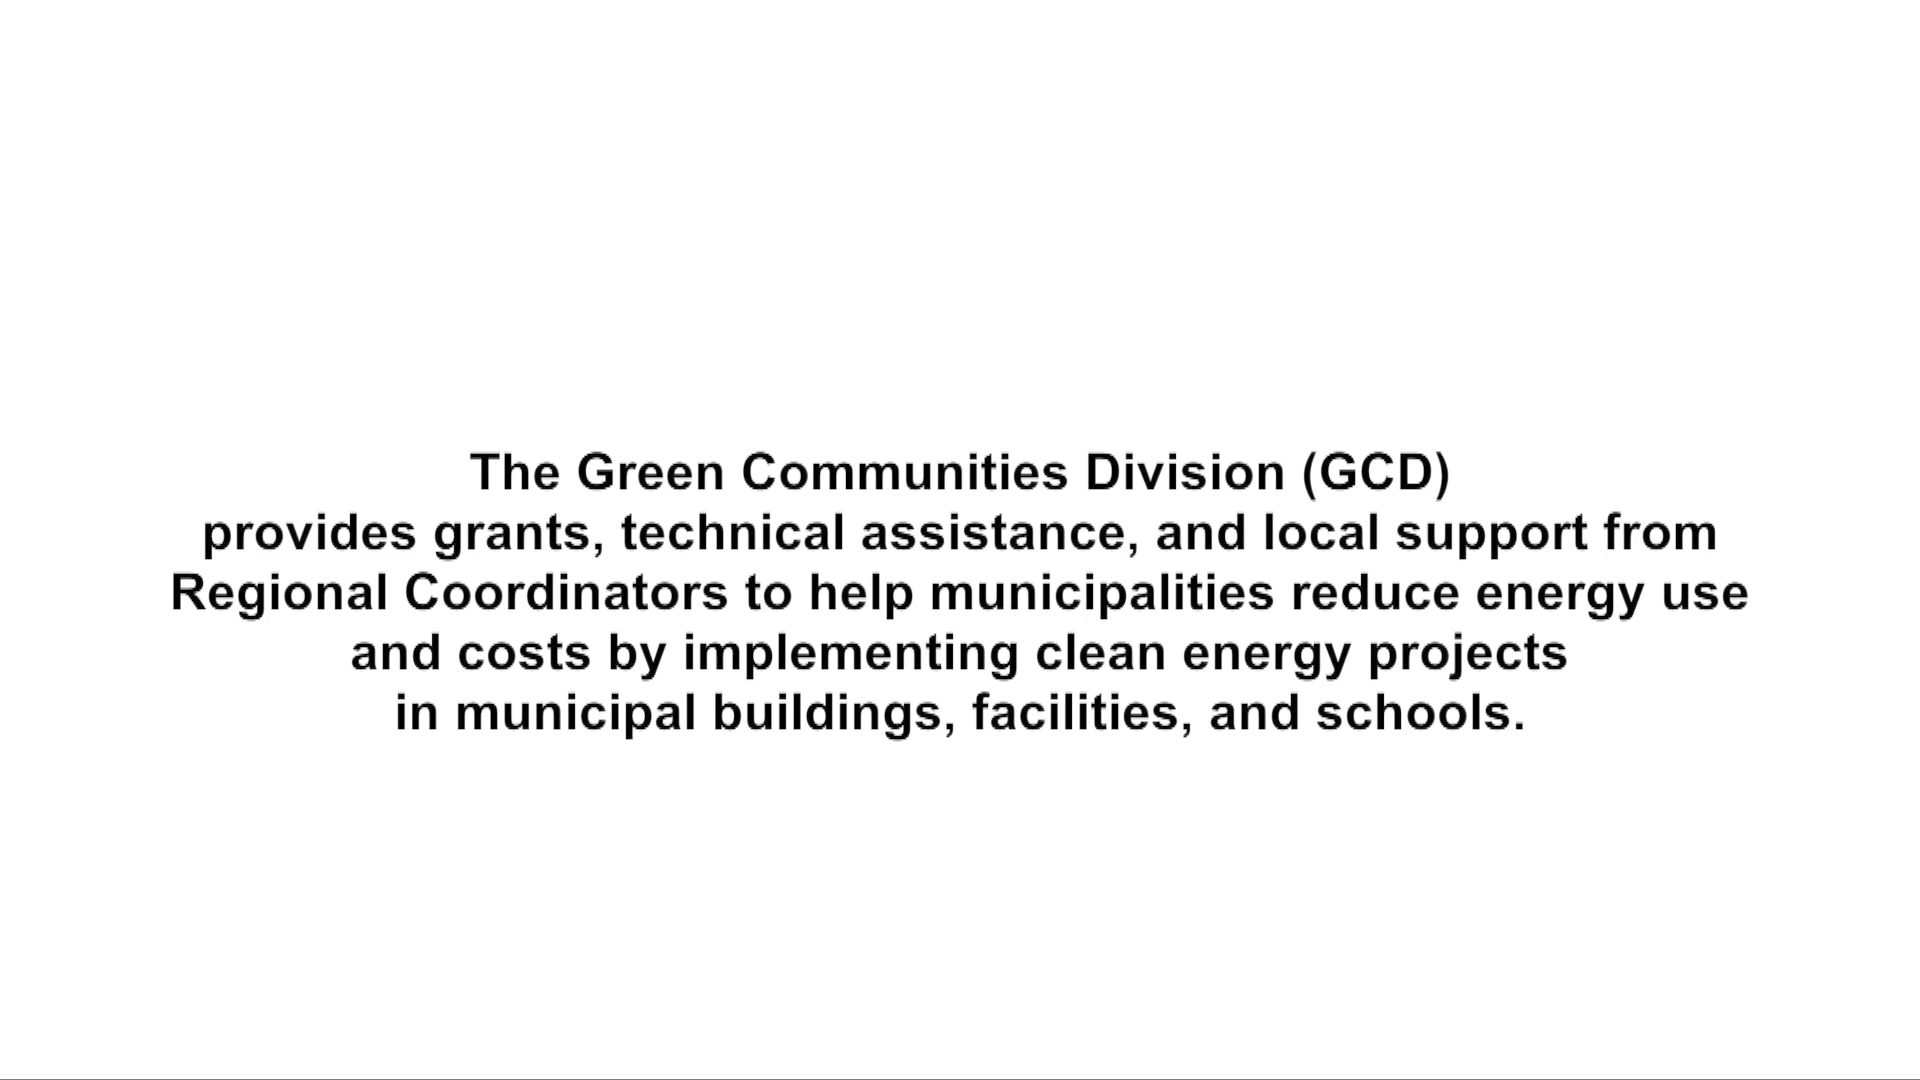 The Green Communities Division (GCD)
provides grants, technical assistance, and local support from
Regional Coordinators to help municipalities reduce energy use
and costs by implementing clean energy projects
in municipal buildings, facilities, and schools.